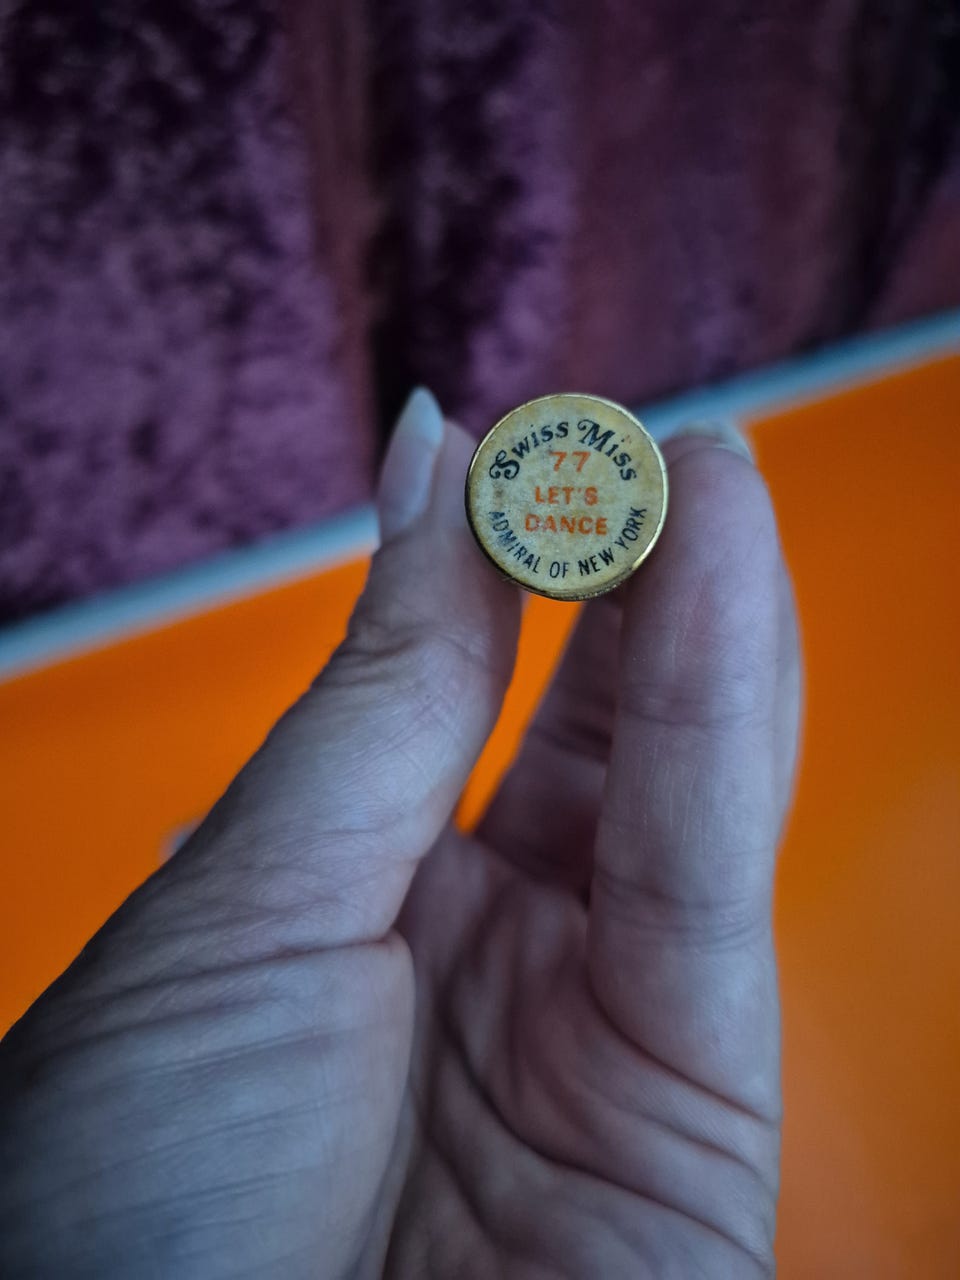 Swiss Miss
77
LET'S
DANCE
ADMIRAL OF NEW YORK